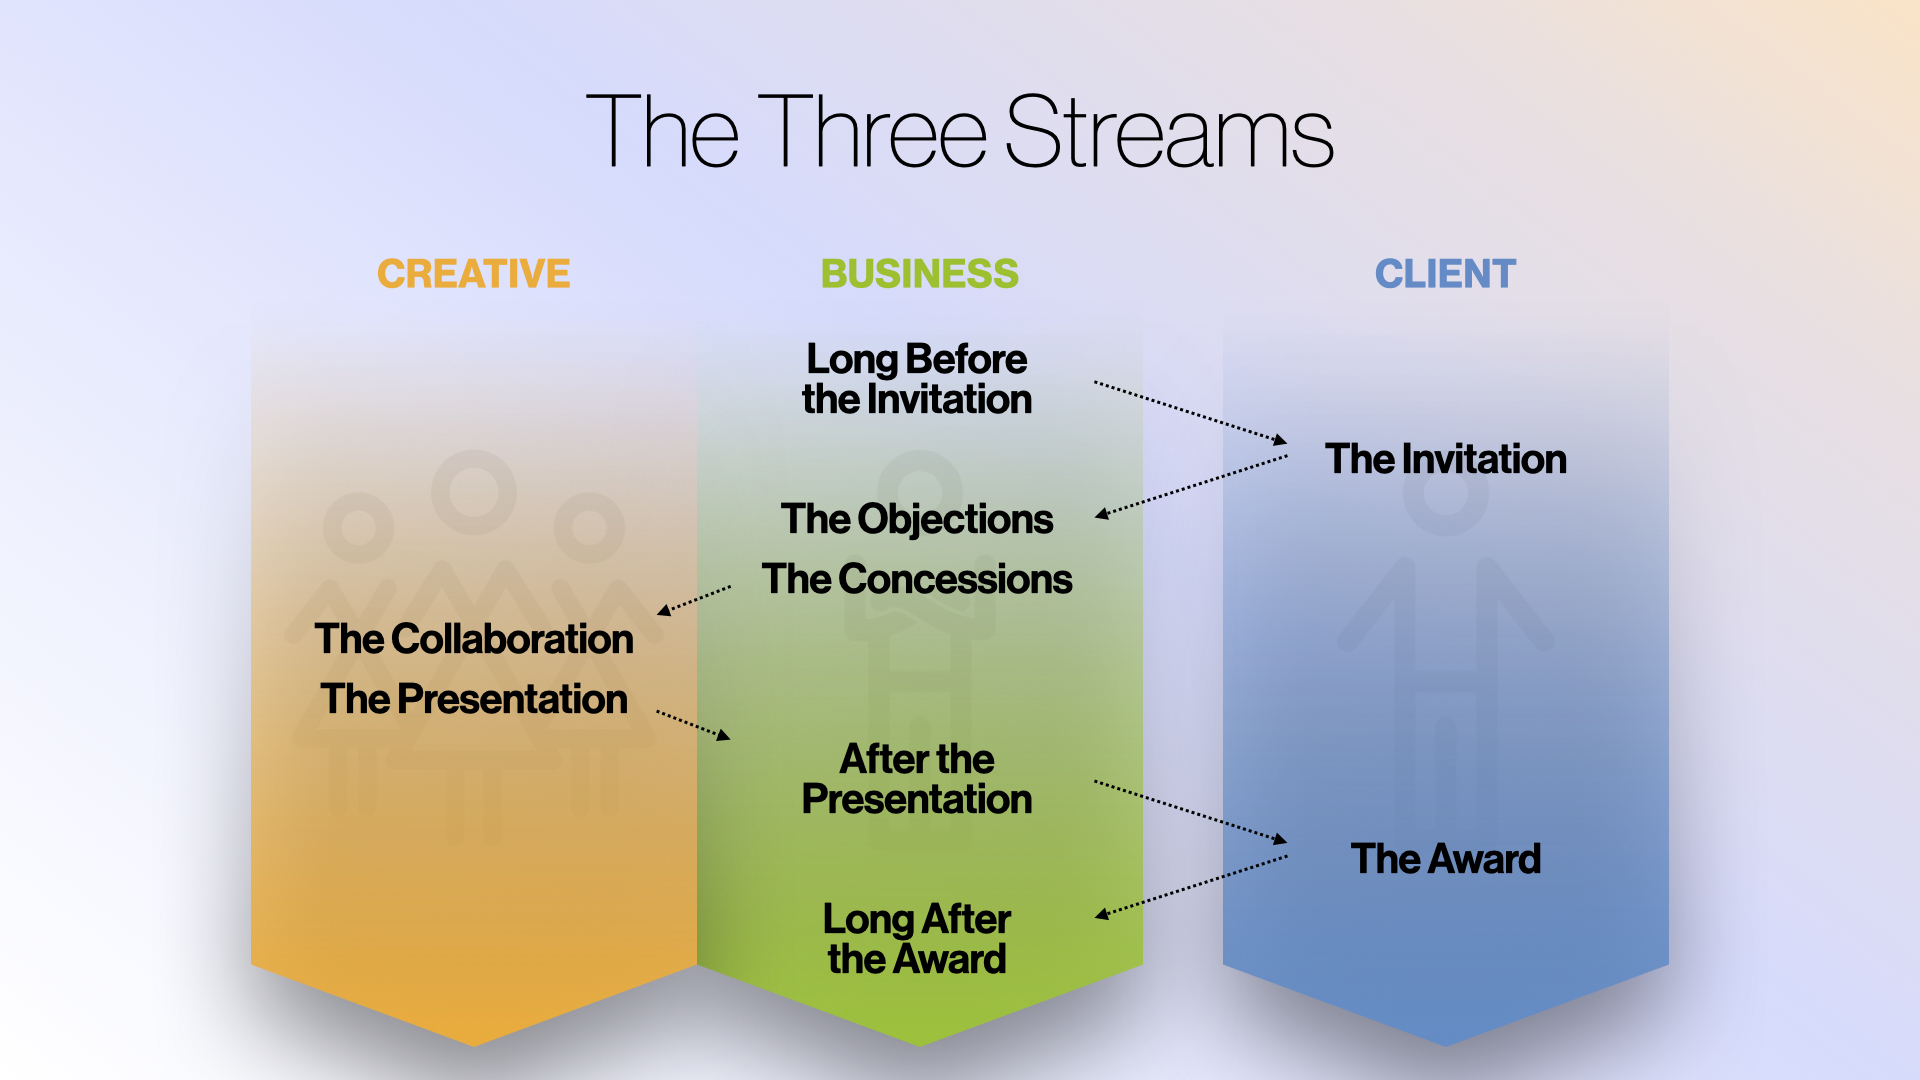 The Three Streams
CREATIVE
BUSINESS
CLIENT
Long Before
the Invitation
The Invitation
The Objections
The Concessions
The Collaboration
The Presentation
After the
Presentation
The Award
Long After
the Award